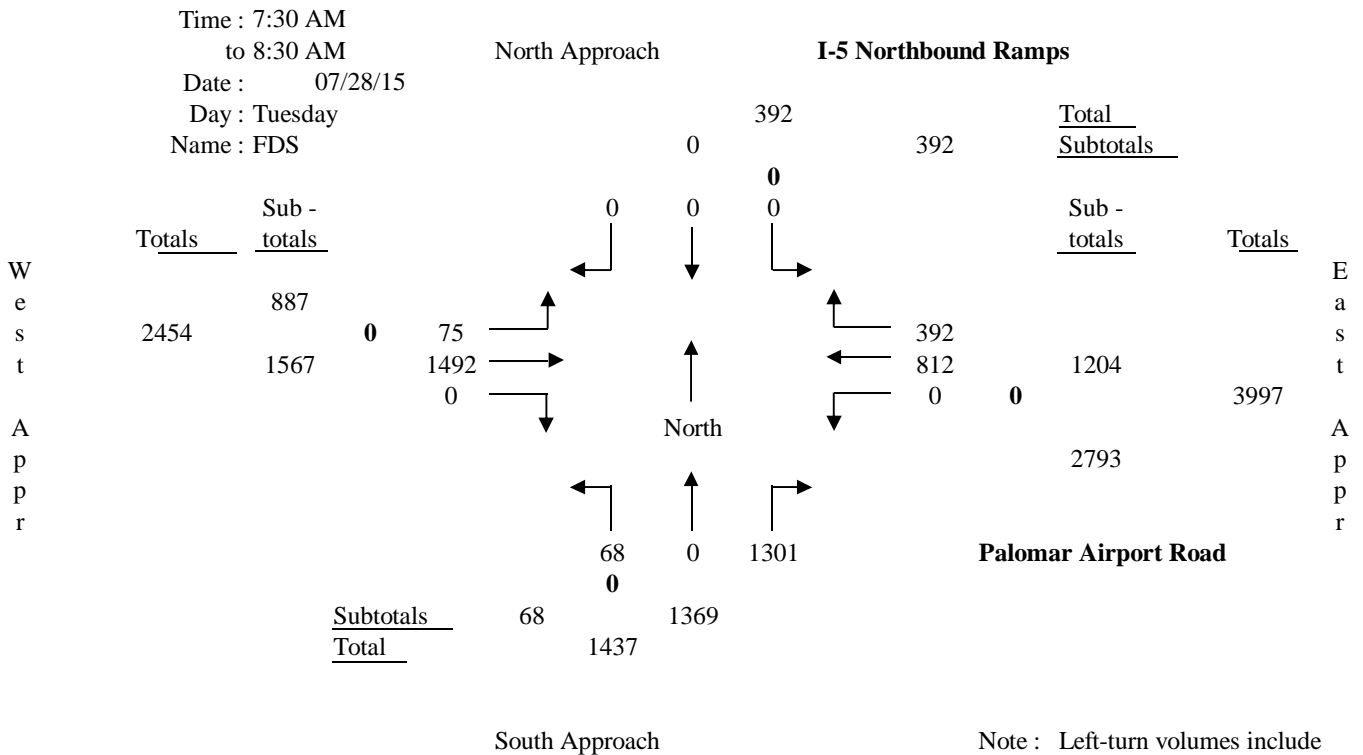 Time : 7:30 AM
to 8:30 AM North Approach I-5 Northbound Ramps
Date : 07/28/15
Day : Tuesday 392 Total
Name : FDS 0 392 Subtotals
0
Sub - 0 0 0 Sub -
Totals totals totals Totals
W E
e 887 a
s 2454 0 75 392 s
t 1567 1492 812 1204 t
0 0 0 3997
A North A
p 2793 p
p p
r r
68 0 1301 Palomar Airport Road
0
Subtotals 68 1369
Total 1437
South Approach Note : Left-turn volumes include